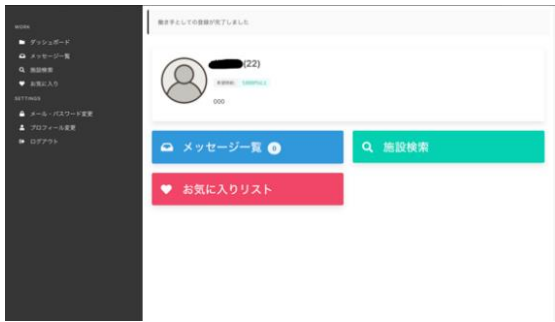 WORK
ダッシュボード
メッセージ一覧
施設検索
お気に入り
SETTINGS
メール・パスワード変更
プロフィール変更
ログアウト
働き手としての登録が完了しました
(22)
000
メッセージ一覧 0
施設検索
お気に入りリスト